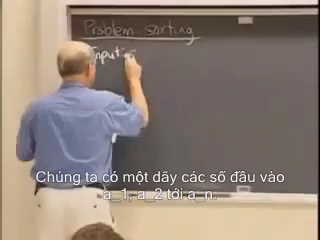 Problem sorting
Input:
Chúng ta có một dãy các số đầu vào
a_1, a_2 tới a_n.